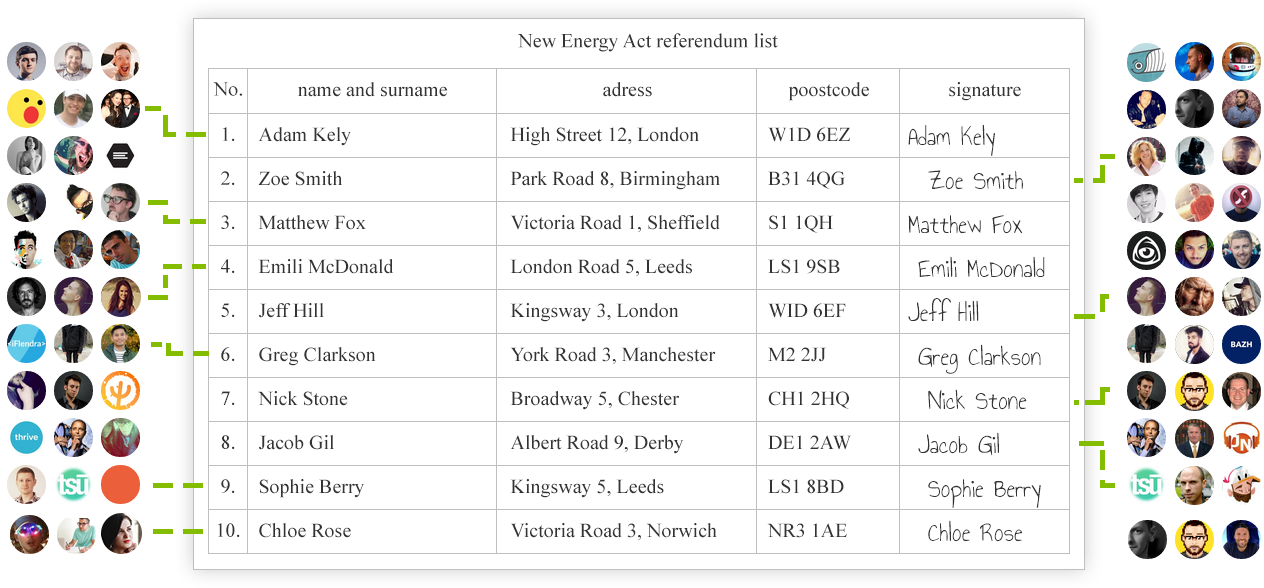 New Energy Act referendum list
No. name and surname adress poostcode signature
1. Adam Kely High Street 12, London W1D 6EZ Adam Kely
2. Zoe Smith Park Road 8, Birmingham B31 4QG Zoe Smith
3. Matthew Fox Victoria Road 1, Sheffield S1 1QH Matthew Fox
4. Emili McDonald London Road 5, Leeds LS1 9SB Emili McDonald
5. Jeff Hill Kingsway 3, London WID 6EF Jeff Hill
6. Greg Clarkson York Road 3, Manchester M2 2JJ Greg Clarkson
7. Nick Stone Broadway 5, Chester CH1 2HQ Nick Stone
8. Jacob Gil Albert Road 9, Derby DE1 2AW Jacob Gil
9. Sophie Berry Kingsway 5, Leeds LS1 8BD Sophie Berry
10. Chloe Rose Victoria Road 3, Norwich NR3 1AE Chloe Rose
<IFlendra>
thrive
tsū
BAZH
PN
tsū